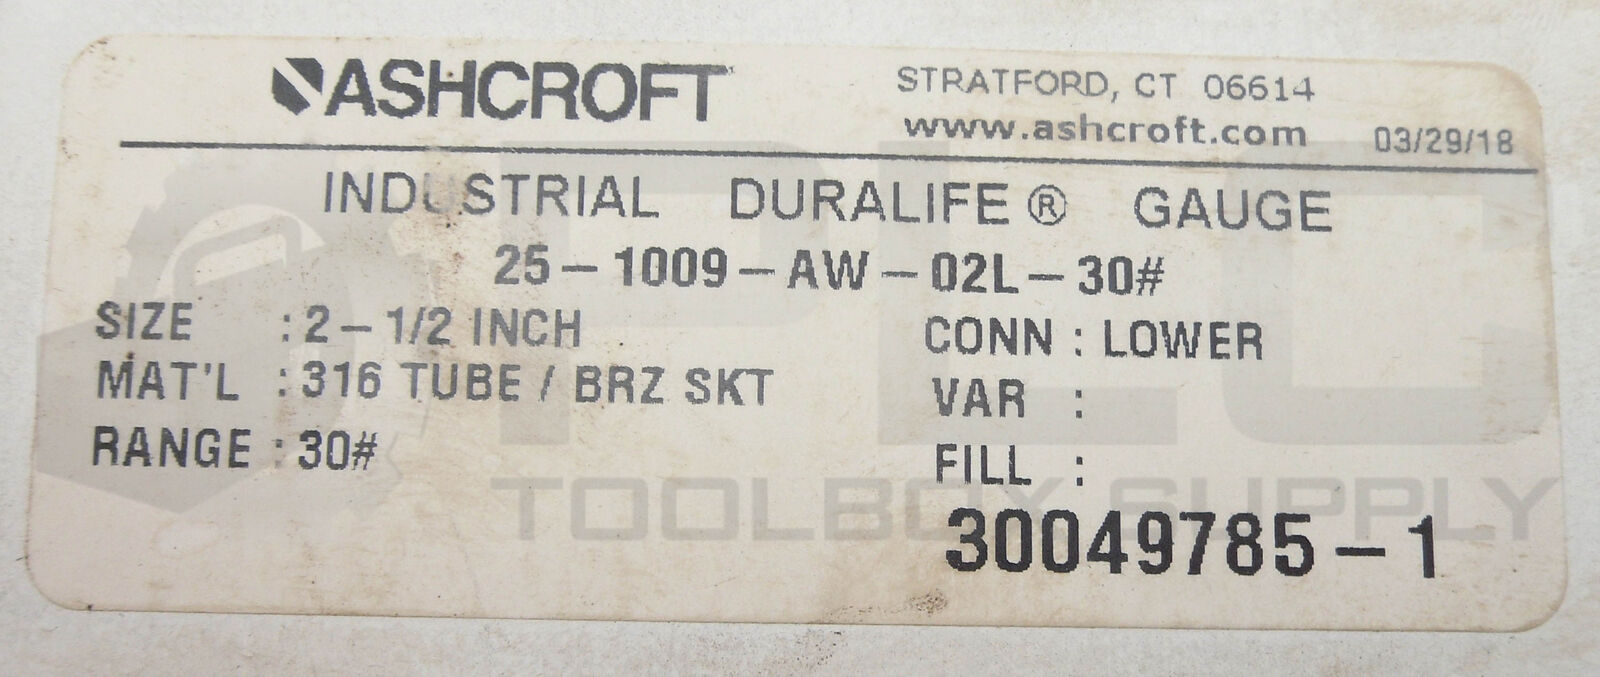 ASHCROFT
STRATFORD, CT 06614
www.ashcroft.com 03/29/18
INDUSTRIAL DURALIFE® GAUGE
25-1009-AW-02L-30#
SIZE : 2-1/2 INCH
CONN : LOWER
MAT'L : 316 TUBE / BRZ SKT
VAR :
RANGE : 30#
FILL :
30049785-1
PLC
TOOLBOX SUPPLY